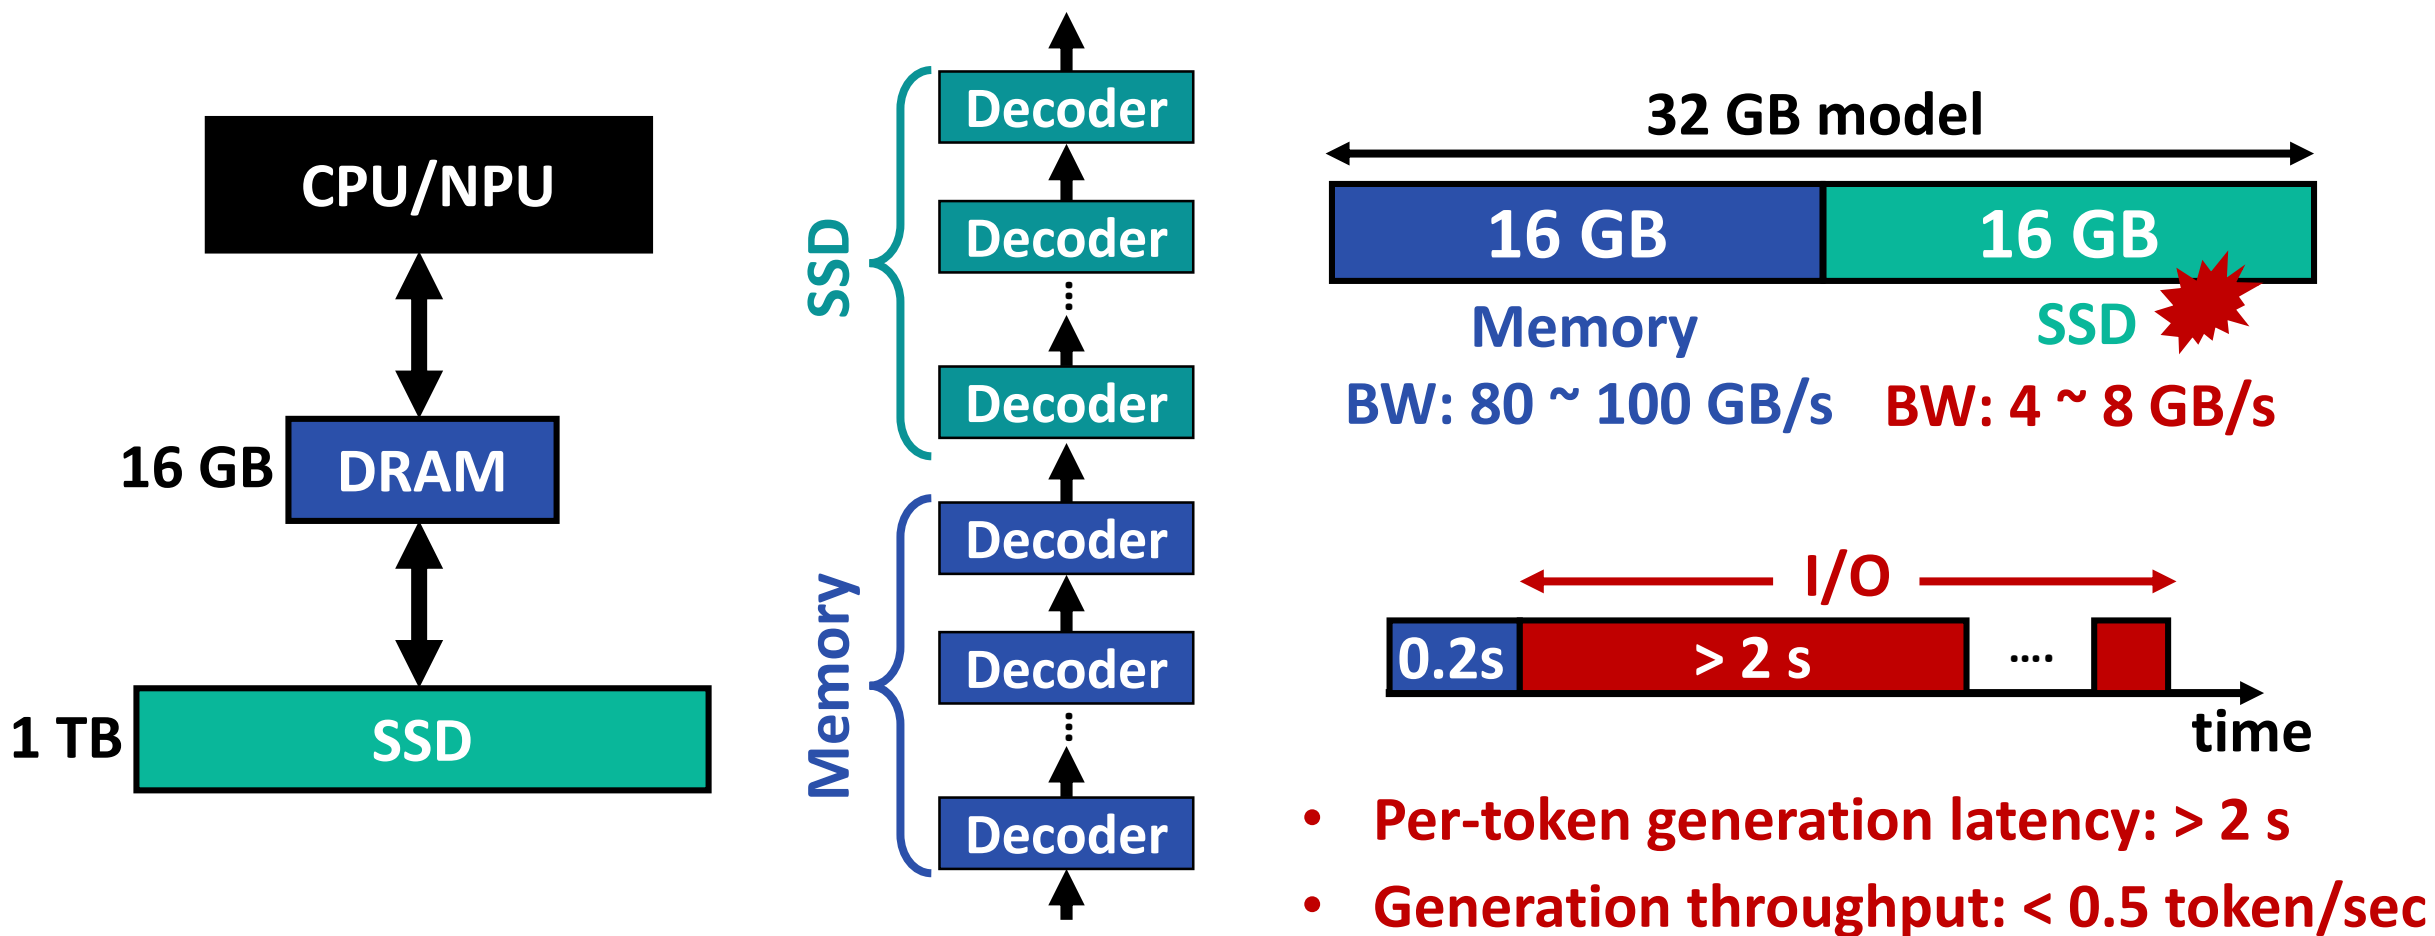 CPU/NPU
16 GB
DRAM
1 TB
SSD
SSD
Decoder
Decoder
....
Decoder
Memory
Decoder
Decoder
....
Decoder
32 GB model
16 GB
16 GB
Memory
SSD
BW: 80 ~ 100 GB/s
BW: 4 ~ 8 GB/s
I/O
0.2s
> 2 s
....
time
• Per-token generation latency: > 2 s
• Generation throughput: < 0.5 token/sec